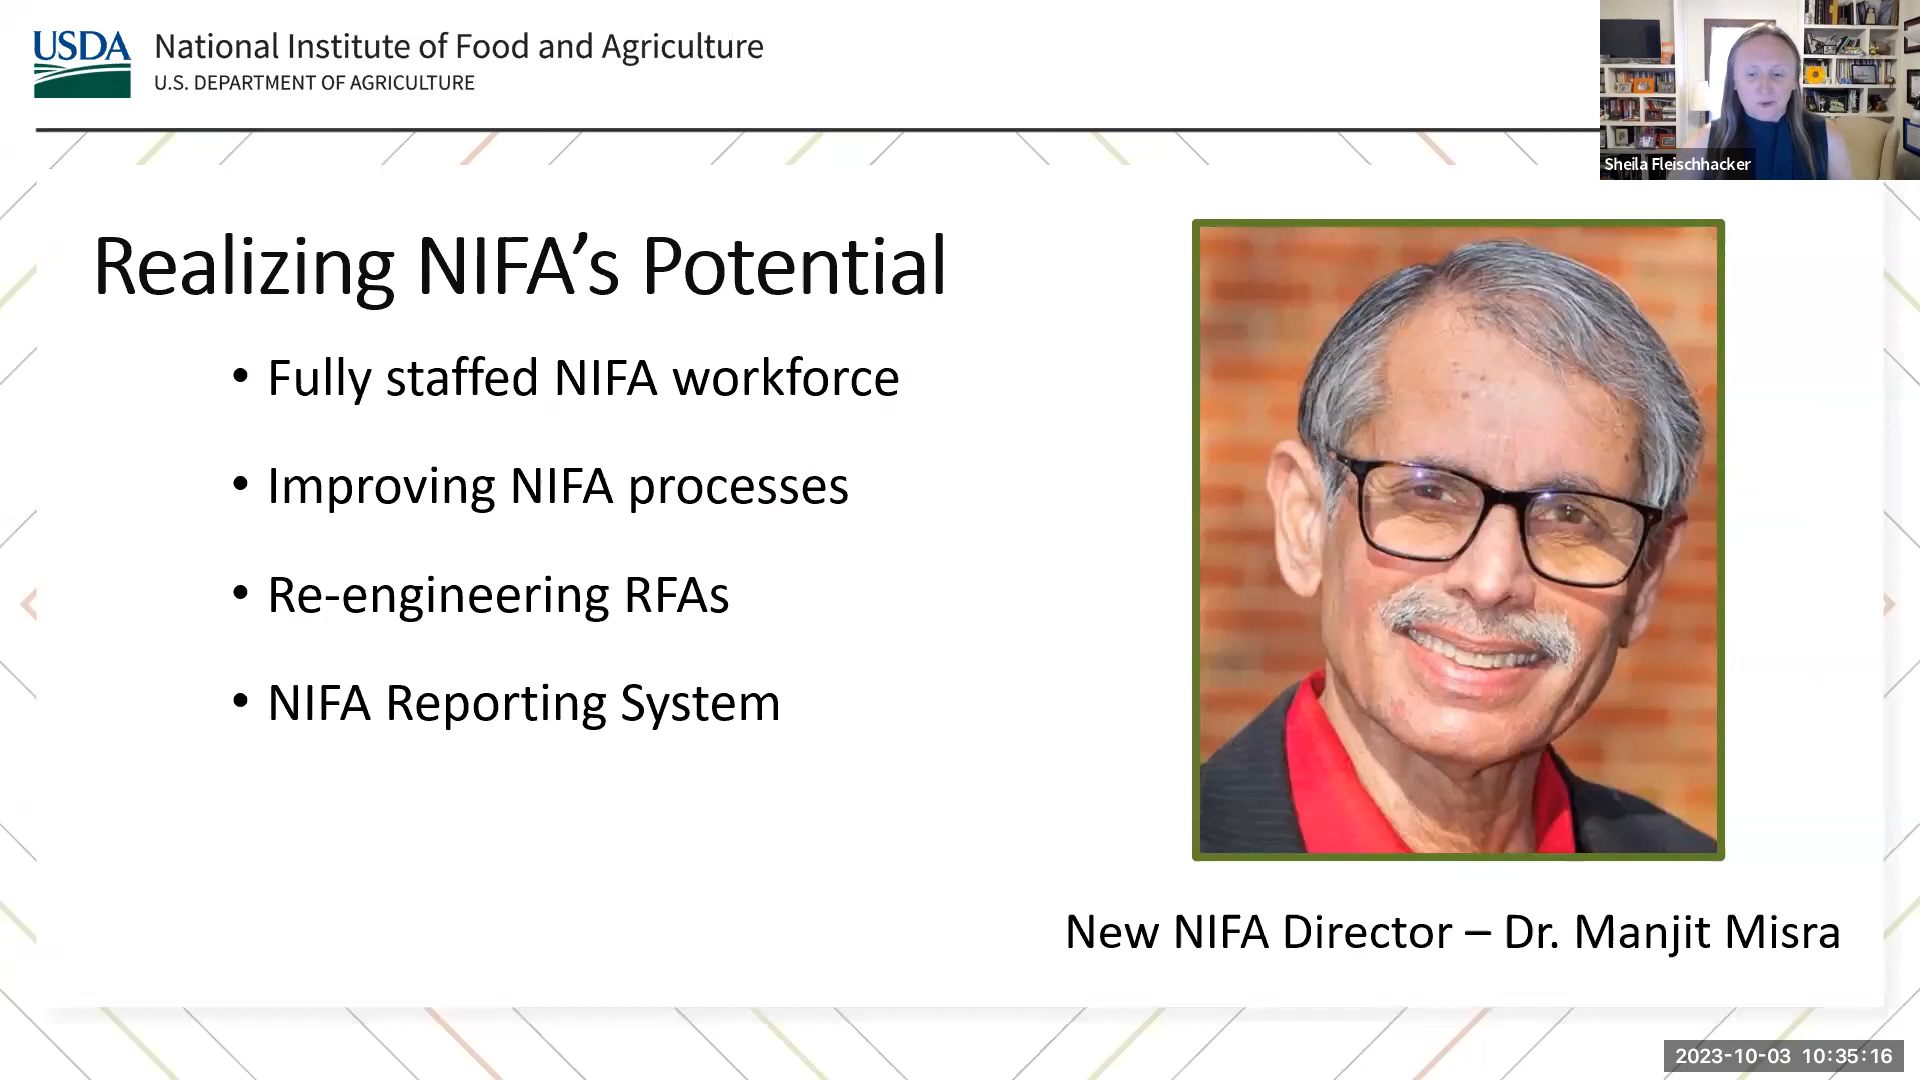 USDA
National Institute of Food and Agriculture
U.S. DEPARTMENT OF AGRICULTURE
Sheila Fleischhacker
Realizing NIFA’s Potential
• Fully staffed NIFA workforce
• Improving NIFA processes
• Re-engineering RFAs
• NIFA Reporting System
New NIFA Director – Dr. Manjit Misra
2023-10-03 10:35:16